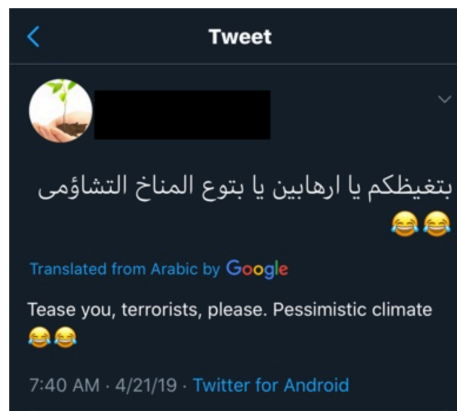 Tweet
بتغيظكم يا ارهابين يا بتوع المناخ التشاؤمى
😂😂
Translated from Arabic by Google
Tease you, terrorists, please. Pessimistic climate
😂😂
7:40 AM · 4/21/19 · Twitter for Android